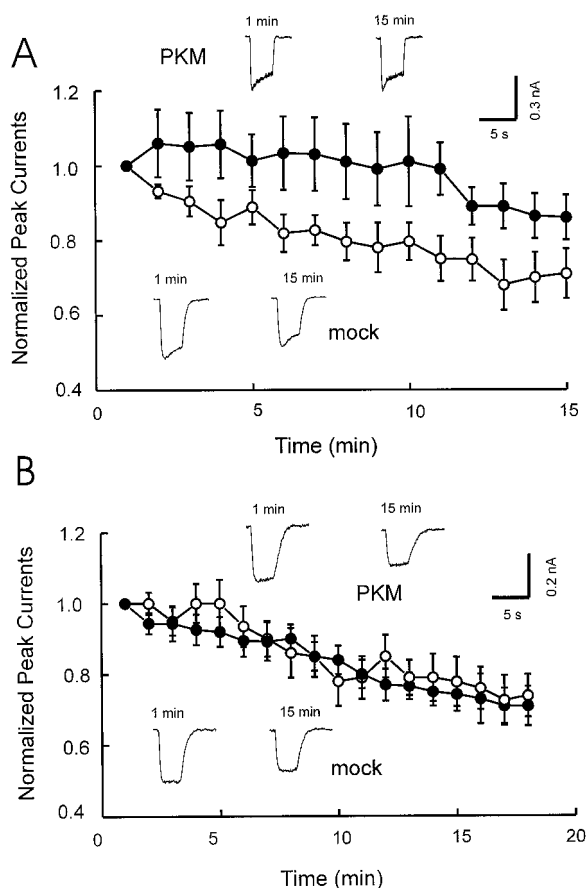 A
PKM
1 min
15 min
0.3 nA
5 s
Normalized Peak Currents
1.2
1.0
0.8
0.6
0.4
1 min
15 min
mock
0
5
10
15
Time (min)
B
1 min
15 min
PKM
0.2 nA
5 s
Normalized Peak Currents
1.2
1.0
0.8
0.6
0.4
1 min
15 min
mock
0
5
10
15
20
Time (min)